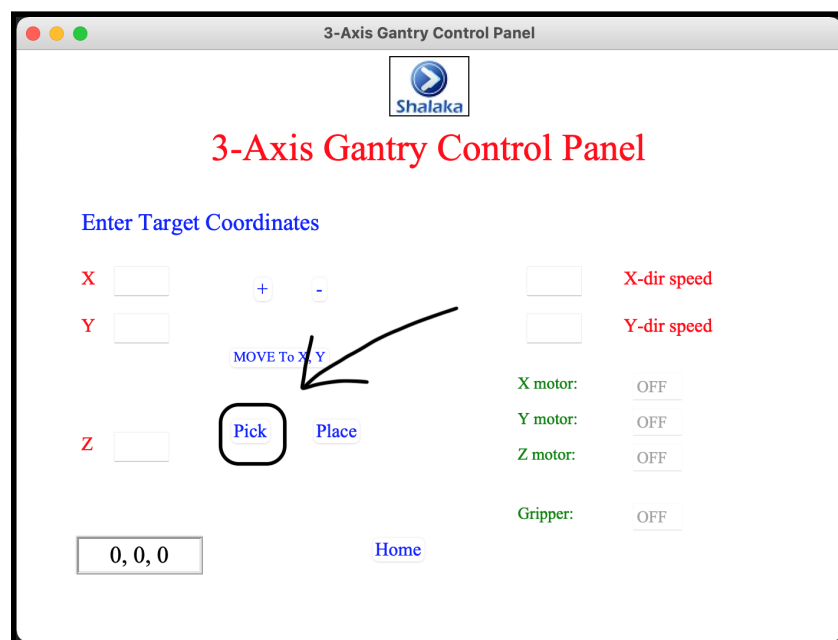 3-Axis Gantry Control Panel
Shalaka
3-Axis Gantry Control Panel
Enter Target Coordinates
X + - X-dir speed
Y Y-dir speed
MOVE To X, Y
X motor: OFF
Pick Place Y motor: OFF
Z Z motor: OFF
Gripper: OFF
0, 0, 0 Home